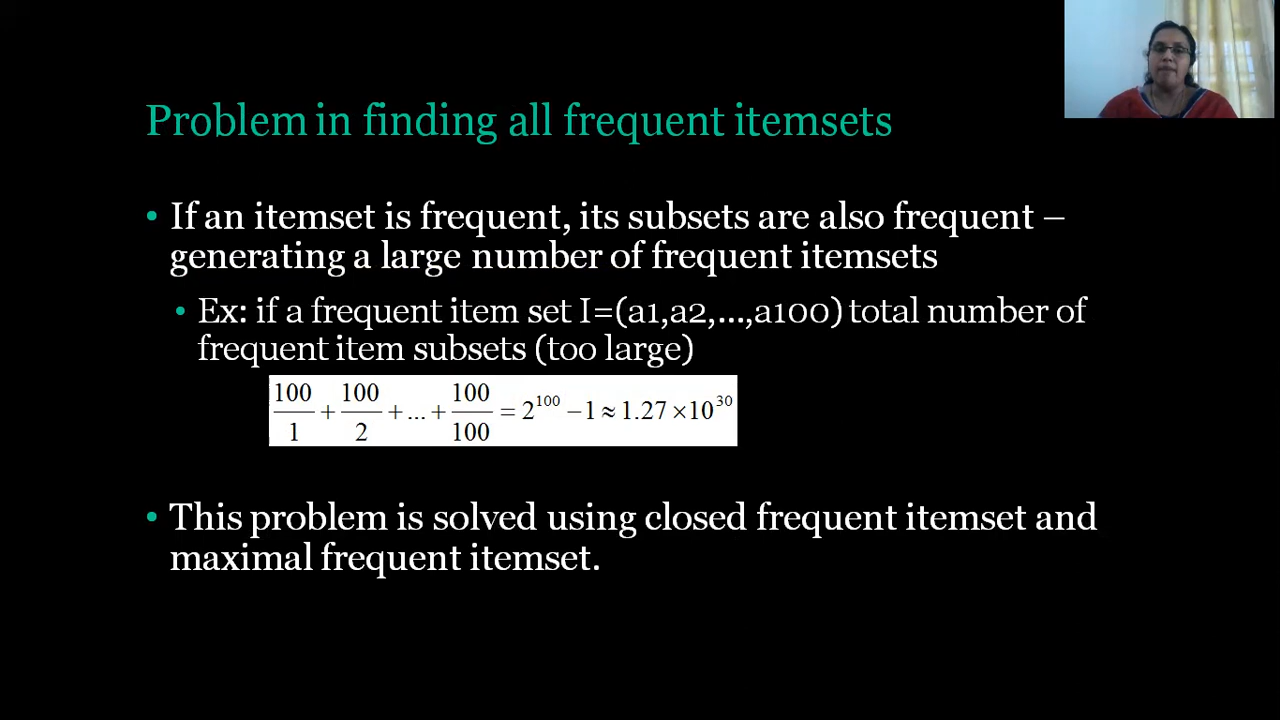 Problem in finding all frequent itemsets
• If an itemset is frequent, its subsets are also frequent –
generating a large number of frequent itemsets
• Ex: if a frequent item set I=(a1,a2,...,a100) total number of
frequent item subsets (too large)
100/1 + 100/2 + ... + 100/100 = 2^100 − 1 ≈ 1.27 × 10^30
• This problem is solved using closed frequent itemset and
maximal frequent itemset.